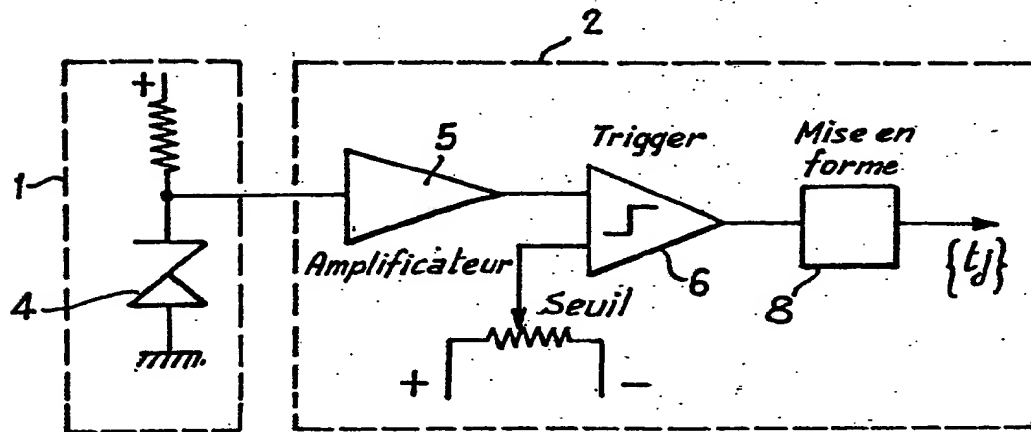 2
+
1
5
Trigger
Mise en
forme
Amplificateur
4
6
8
{tj}
Seuil
+ −